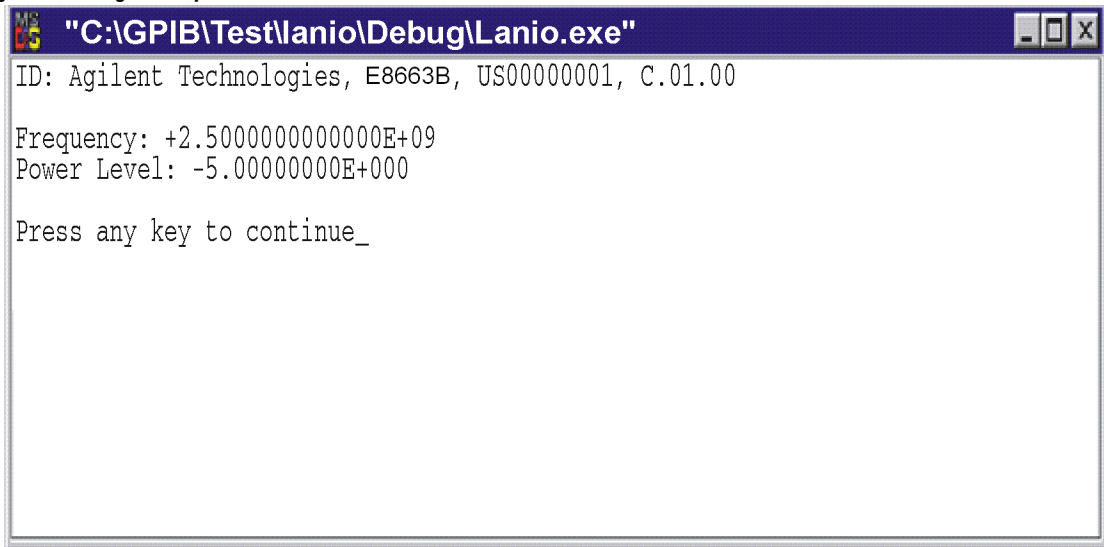 "C:\GPIB\Test\lanio\Debug\Lanio.exe"
ID: Agilent Technologies, E8663B, US00000001, C.01.00
Frequency: +2.5000000000000E+09
Power Level: -5.00000000E+000
Press any key to continue_